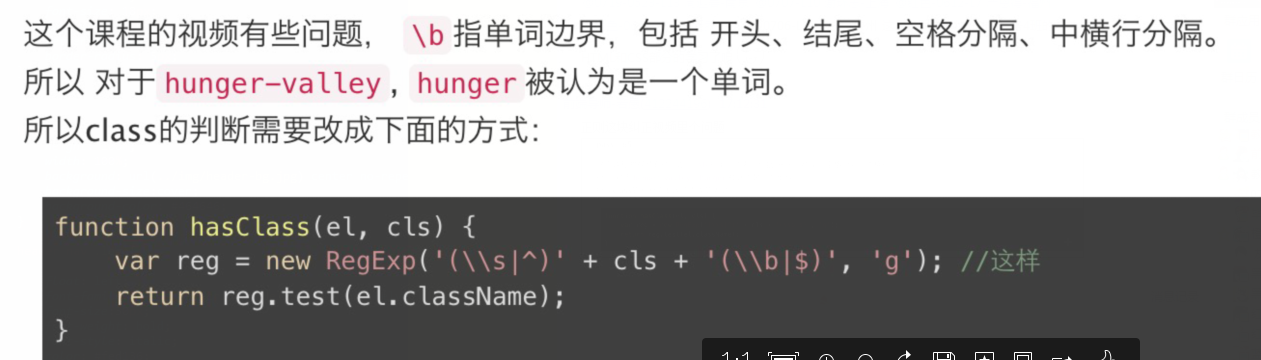 这个课程的视频有些问题， \b 指单词边界，包括 开头、结尾、空格分隔、中横行分隔。
所以 对于 hunger-valley , hunger 被认为是一个单词。
所以class的判断需要改成下面的方式：
function hasClass(el, cls) {
    var reg = new RegExp('(\\s|^)' + cls + '(\\b|$)', 'g'); //这样
    return reg.test(el.className);
}
1:1